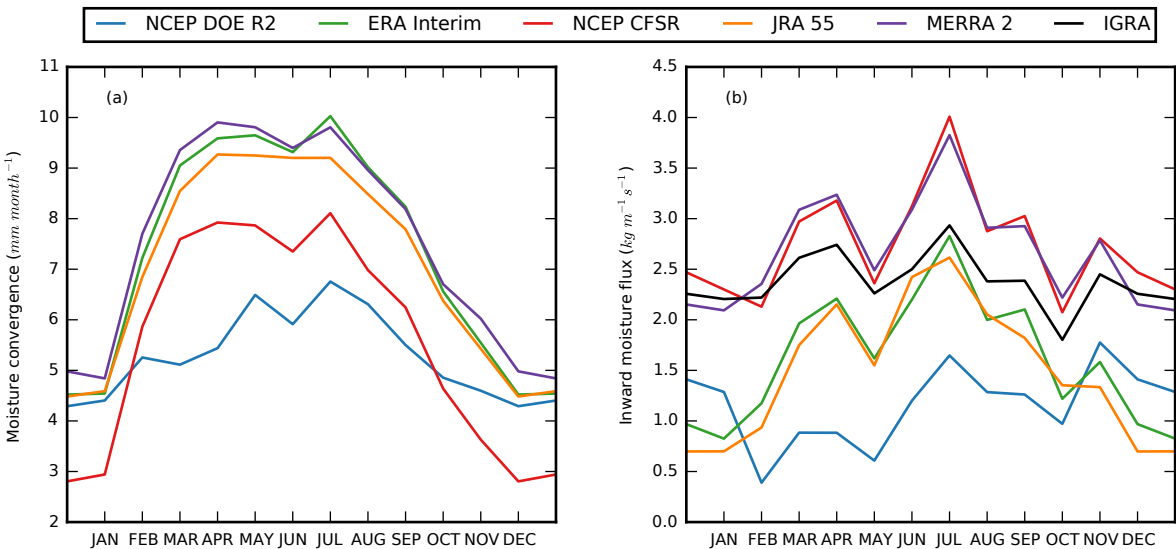 NCEP DOE R2 ERA Interim NCEP CFSR JRA 55 MERRA 2 IGRA
(a)
Moisture convergence (mm month⁻¹)
11
10
9
8
7
6
5
4
3
2
JAN FEB MAR APR MAY JUN JUL AUG SEP OCT NOV DEC
(b)
Inward moisture flux (kg m⁻¹ s⁻¹)
4.5
4.0
3.5
3.0
2.5
2.0
1.5
1.0
0.5
0.0
JAN FEB MAR APR MAY JUN JUL AUG SEP OCT NOV DEC